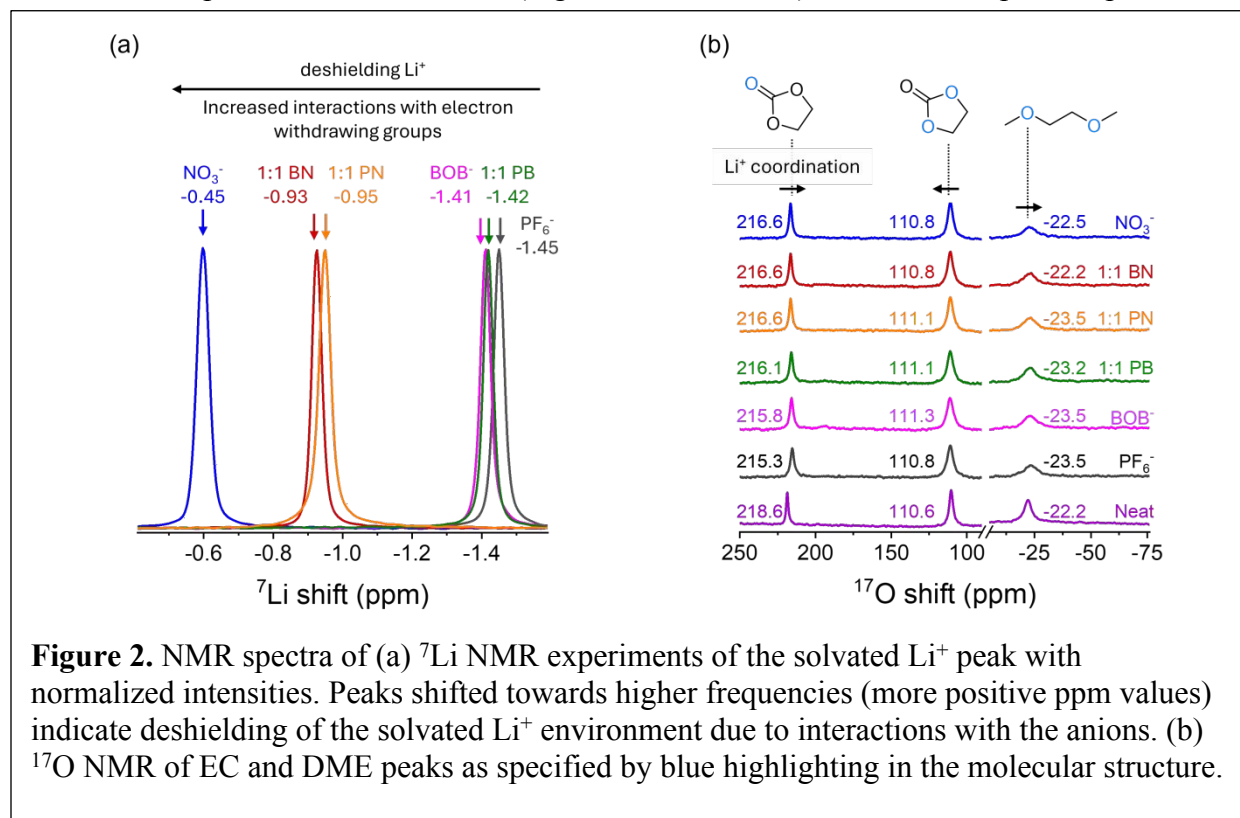 (a)
deshielding Li⁺
Increased interactions with electron
withdrawing groups
NO₃⁻
-0.45
1:1 BN
-0.93
1:1 PN
-0.95
BOB⁻
-1.41
1:1 PB
-1.42
PF₆⁻
-1.45
-0.6 -0.8 -1.0 -1.2 -1.4
⁷Li shift (ppm)
(b)
O O O
O O O
O O
Li⁺ coordination
216.6 110.8 -22.5 NO₃⁻
216.6 110.8 -22.2 1:1 BN
216.6 111.1 -23.5 1:1 PN
216.1 111.1 -23.2 1:1 PB
215.8 111.3 -23.5 BOB⁻
215.3 110.8 -23.5 PF₆⁻
218.6 110.6 -22.2 Neat
250 200 150 100 -25 -50 -75
¹⁷O shift (ppm)
Figure 2. NMR spectra of (a) ⁷Li NMR experiments of the solvated Li⁺ peak with
normalized intensities. Peaks shifted towards higher frequencies (more positive ppm values)
indicate deshielding of the solvated Li⁺ environment due to interactions with the anions. (b)
¹⁷O NMR of EC and DME peaks as specified by blue highlighting in the molecular structure.